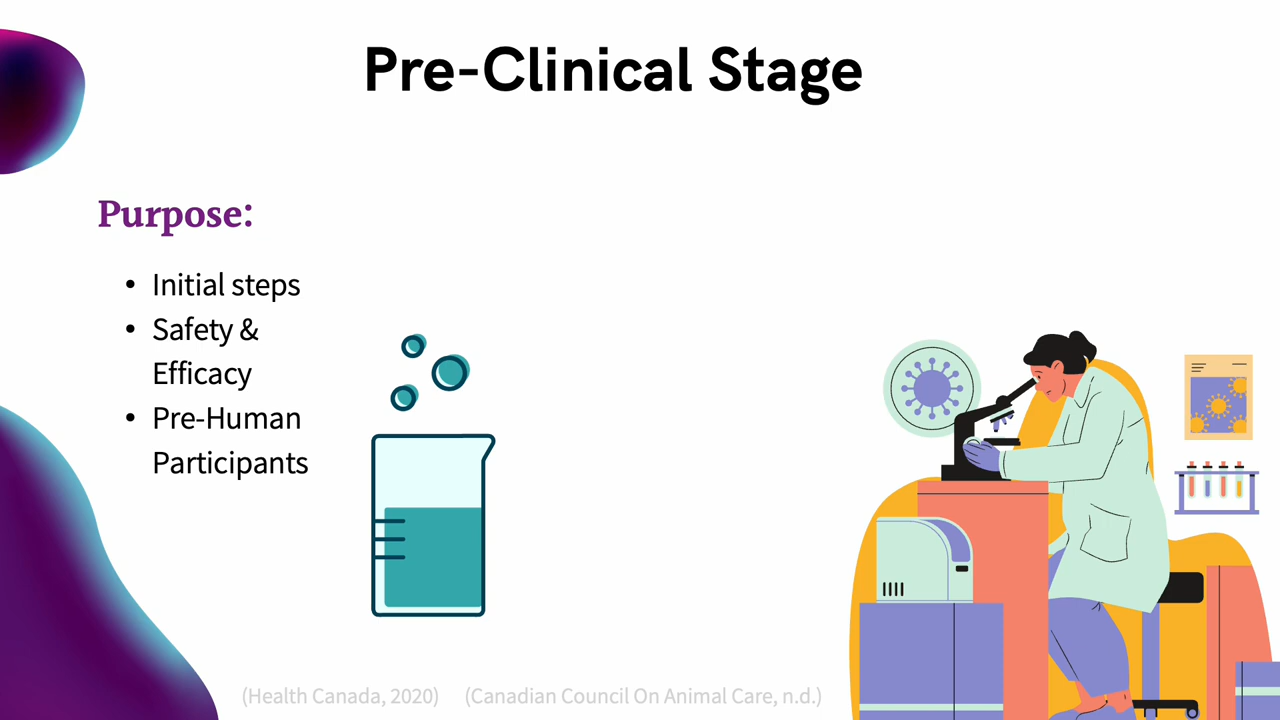 Pre-Clinical Stage
Purpose:
• Initial steps
• Safety &
Efficacy
• Pre-Human
Participants
(Health Canada, 2020) (Canadian Council On Animal Care, n.d.)